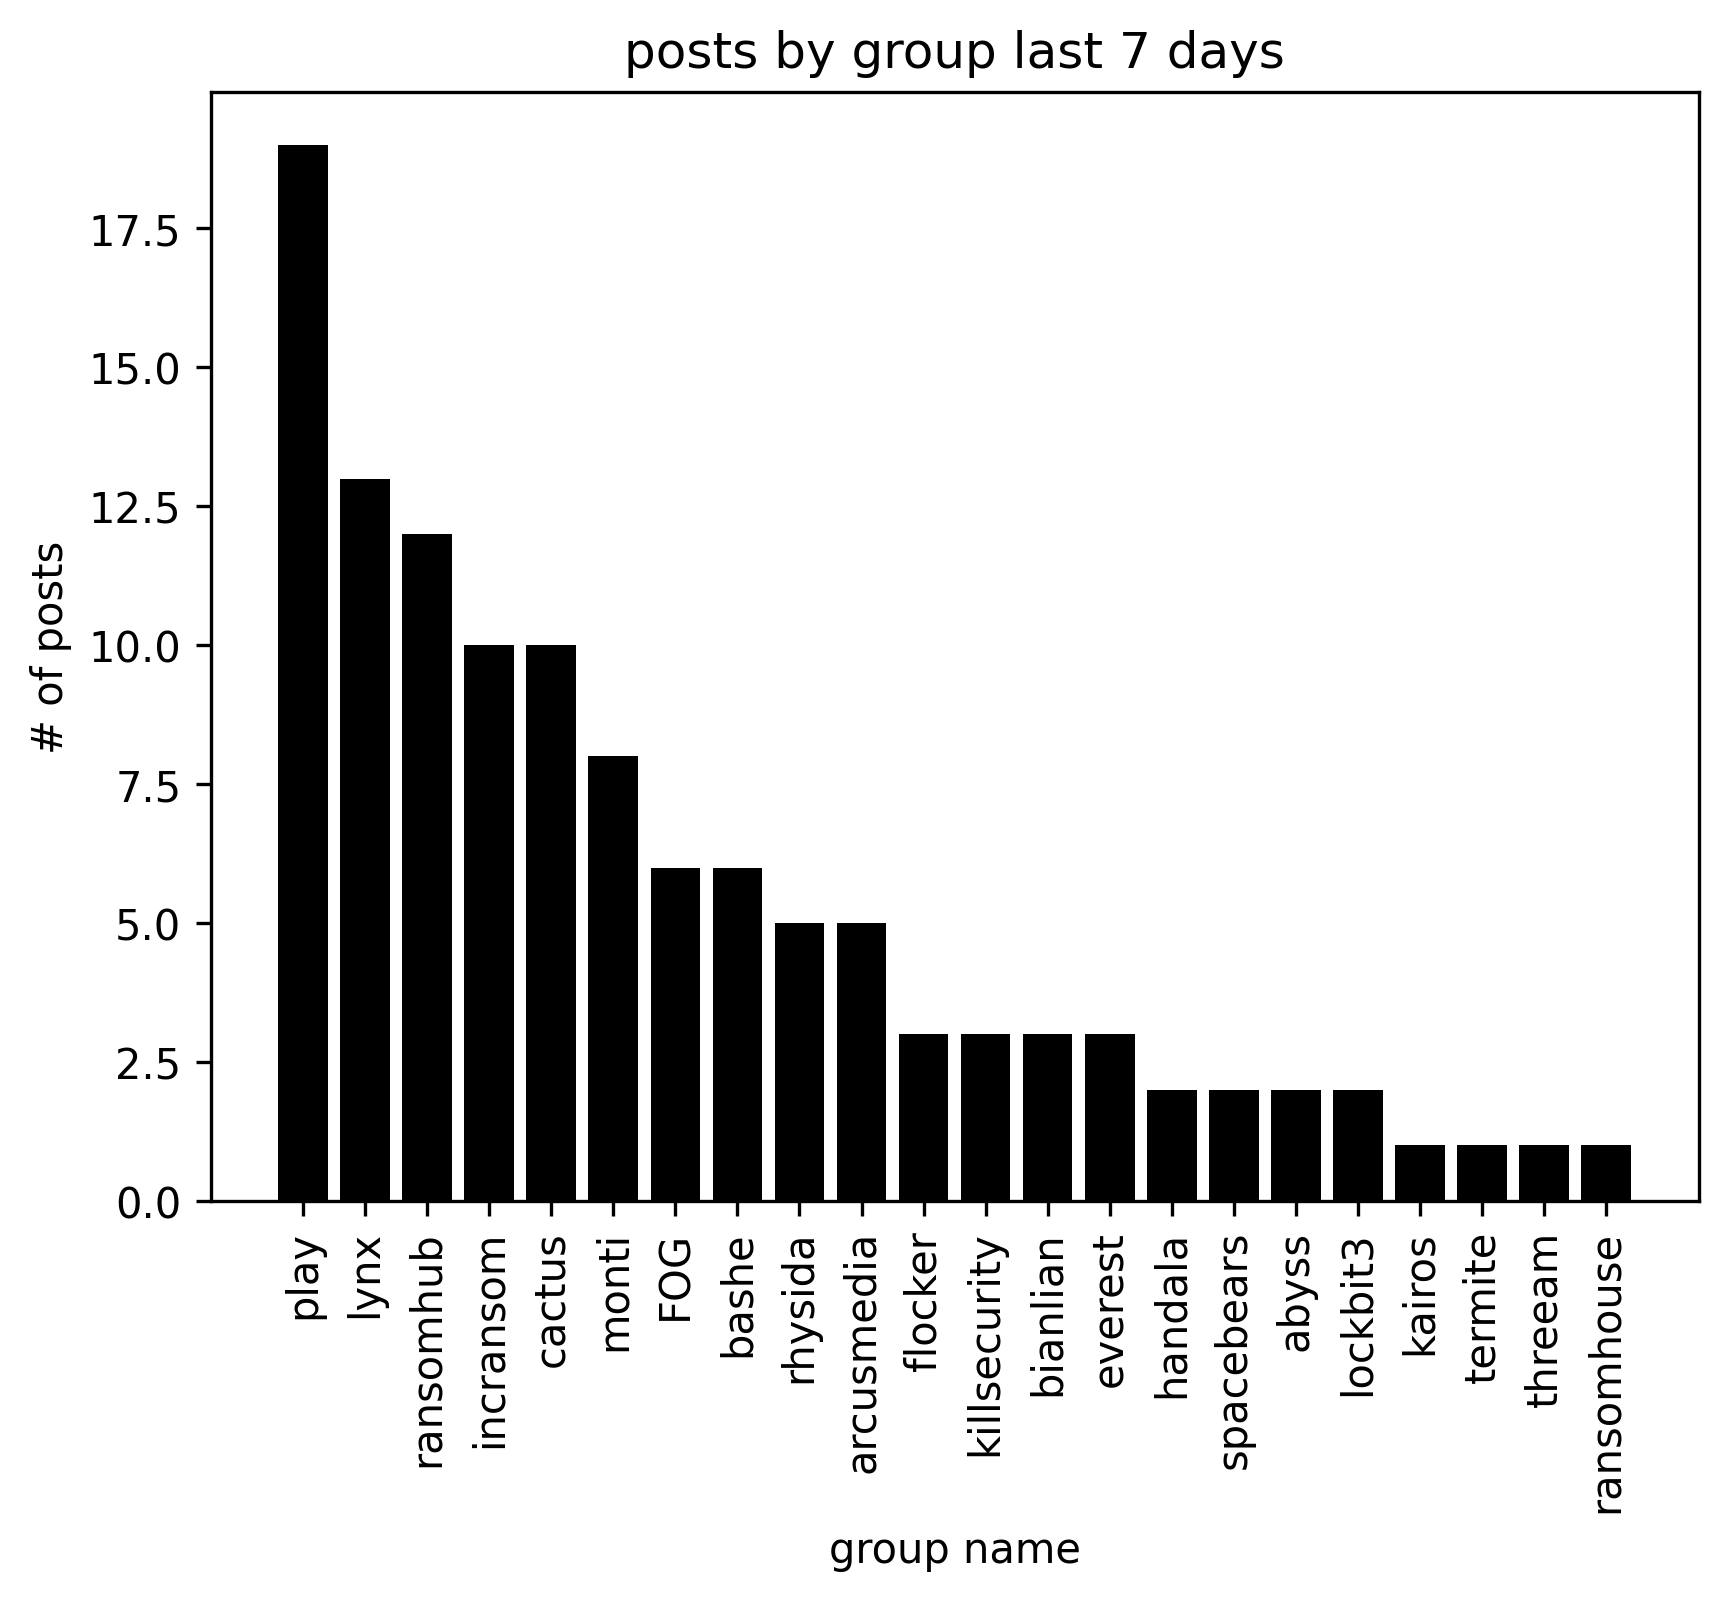 posts by group last 7 days
# of posts
17.5
15.0
12.5
10.0
7.5
5.0
2.5
0.0
play
lynx
ransomhub
incransom
cactus
monti
FOG
bashe
rhysida
arcusmedia
flocker
killsecurity
bianlian
everest
handala
spacebears
abyss
lockbit3
kairos
termite
threeam
ransomhouse
group name